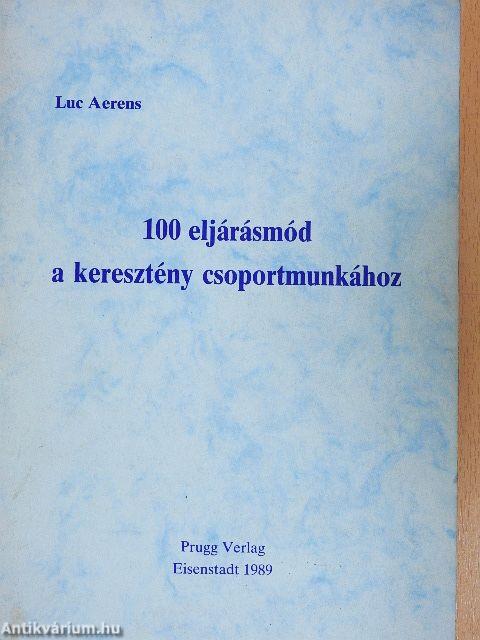 Luc Aerens
100 eljárásmód
a keresztény csoportmunkához
Prugg Verlag
Eisenstadt 1989
Antikvárium.hu